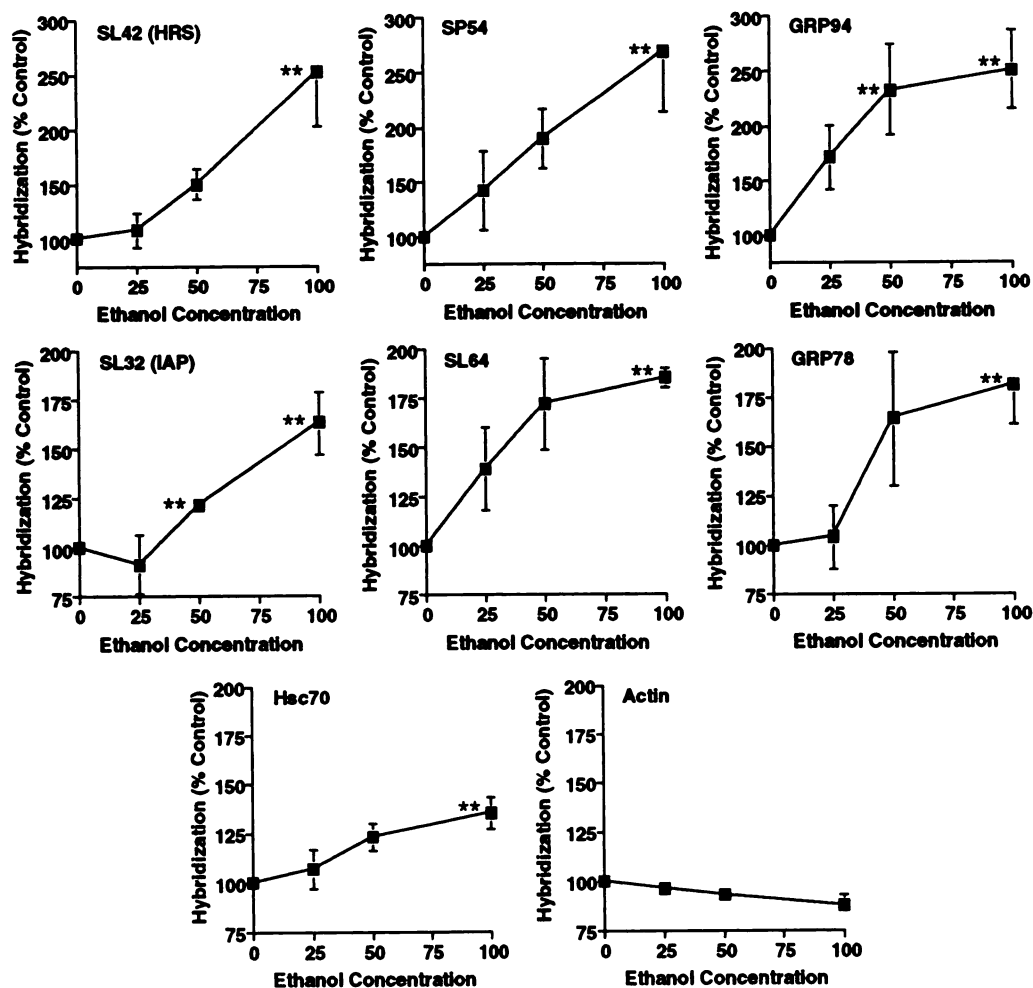 SL42 (HRS)
Hybridization (% Control)
300
250
200
150
100
**
0 25 50 75 100
Ethanol Concentration
SP54
Hybridization (% Control)
300
250
200
150
100
**
0 25 50 75 100
Ethanol Concentration
GRP94
Hybridization (% Control)
300
250
200
150
100
**
**
0 25 50 75 100
Ethanol Concentration
SL32 (IAP)
Hybridization (% Control)
200
175
150
125
100
75
**
**
0 25 50 75 100
Ethanol Concentration
SL64
Hybridization (% Control)
200
175
150
125
100
75
**
0 25 50 75 100
Ethanol Concentration
GRP78
Hybridization (% Control)
200
175
150
125
100
75
**
0 25 50 75 100
Ethanol Concentration
Hsc70
Hybridization (% Control)
200
175
150
125
100
75
**
0 25 50 75 100
Ethanol Concentration
Actin
Hybridization (% Control)
200
175
150
125
100
75
0 25 50 75 100
Ethanol Concentration